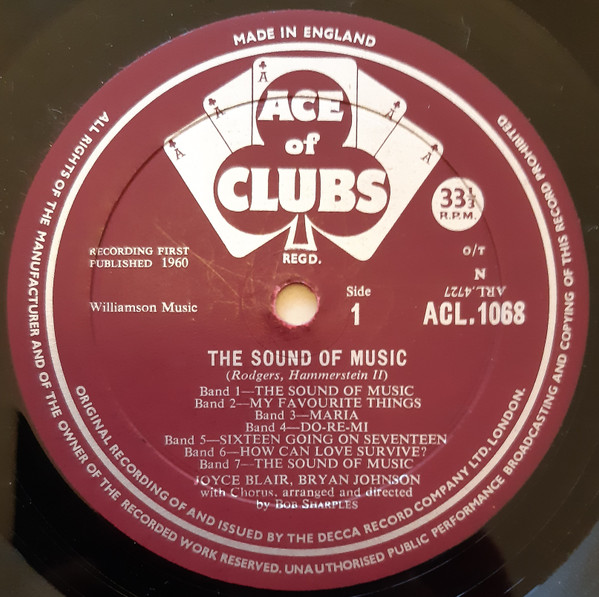 MADE IN ENGLAND
A
A
A
A
A
ACE
of
CLUBS
REGD.
33⅓
R.P.M.
RECORDING FIRST
PUBLISHED 1960
O/T
N
ARL.4727
Williamson Music
Side
1
ACL.1068
THE SOUND OF MUSIC
(Rodgers, Hammerstein II)
Band 1—THE SOUND OF MUSIC
Band 2—MY FAVOURITE THINGS
Band 3—MARIA
Band 4—DO-RE-MI
Band 5—SIXTEEN GOING ON SEVENTEEN
Band 6—HOW CAN LOVE SURVIVE?
Band 7—THE SOUND OF MUSIC
JOYCE BLAIR, BRYAN JOHNSON
with Chorus, arranged and directed
by BOB SHARPLES
ORIGINAL RECORDING OF AND ISSUED BY THE DECCA RECORD COMPANY LTD. LONDON.
ALL RIGHTS OF THE MANUFACTURER AND OF THE OWNER OF THE RECORDED WORK RESERVED. UNAUTHORISED PUBLIC PERFORMANCE BROADCASTING AND COPYING OF THIS RECORD PROHIBITED